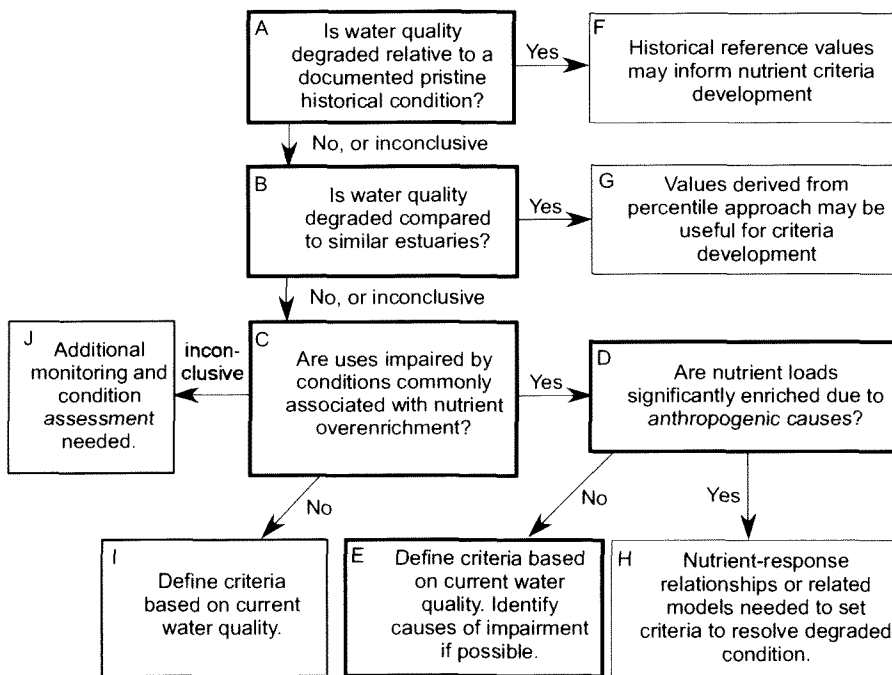 A
Is water quality
degraded relative to a
documented pristine
historical condition?
Yes
F
Historical reference values
may inform nutrient criteria
development
No, or inconclusive
B
Is water quality
degraded compared
to similar estuaries?
Yes
G
Values derived from
percentile approach may be
useful for criteria
development
No, or inconclusive
J
Additional
monitoring and
condition
assessment
needed.
incon-
clusive
C
Are uses impaired by
conditions commonly
associated with nutrient
overenrichment?
Yes
D
Are nutrient loads
significantly enriched due to
anthropogenic causes?
No
No
Yes
I
Define criteria
based on current
water quality.
E
Define criteria based
on current water
quality. Identify
causes of impairment
if possible.
H
Nutrient-response
relationships or related
models needed to set
criteria to resolve degraded
condition.